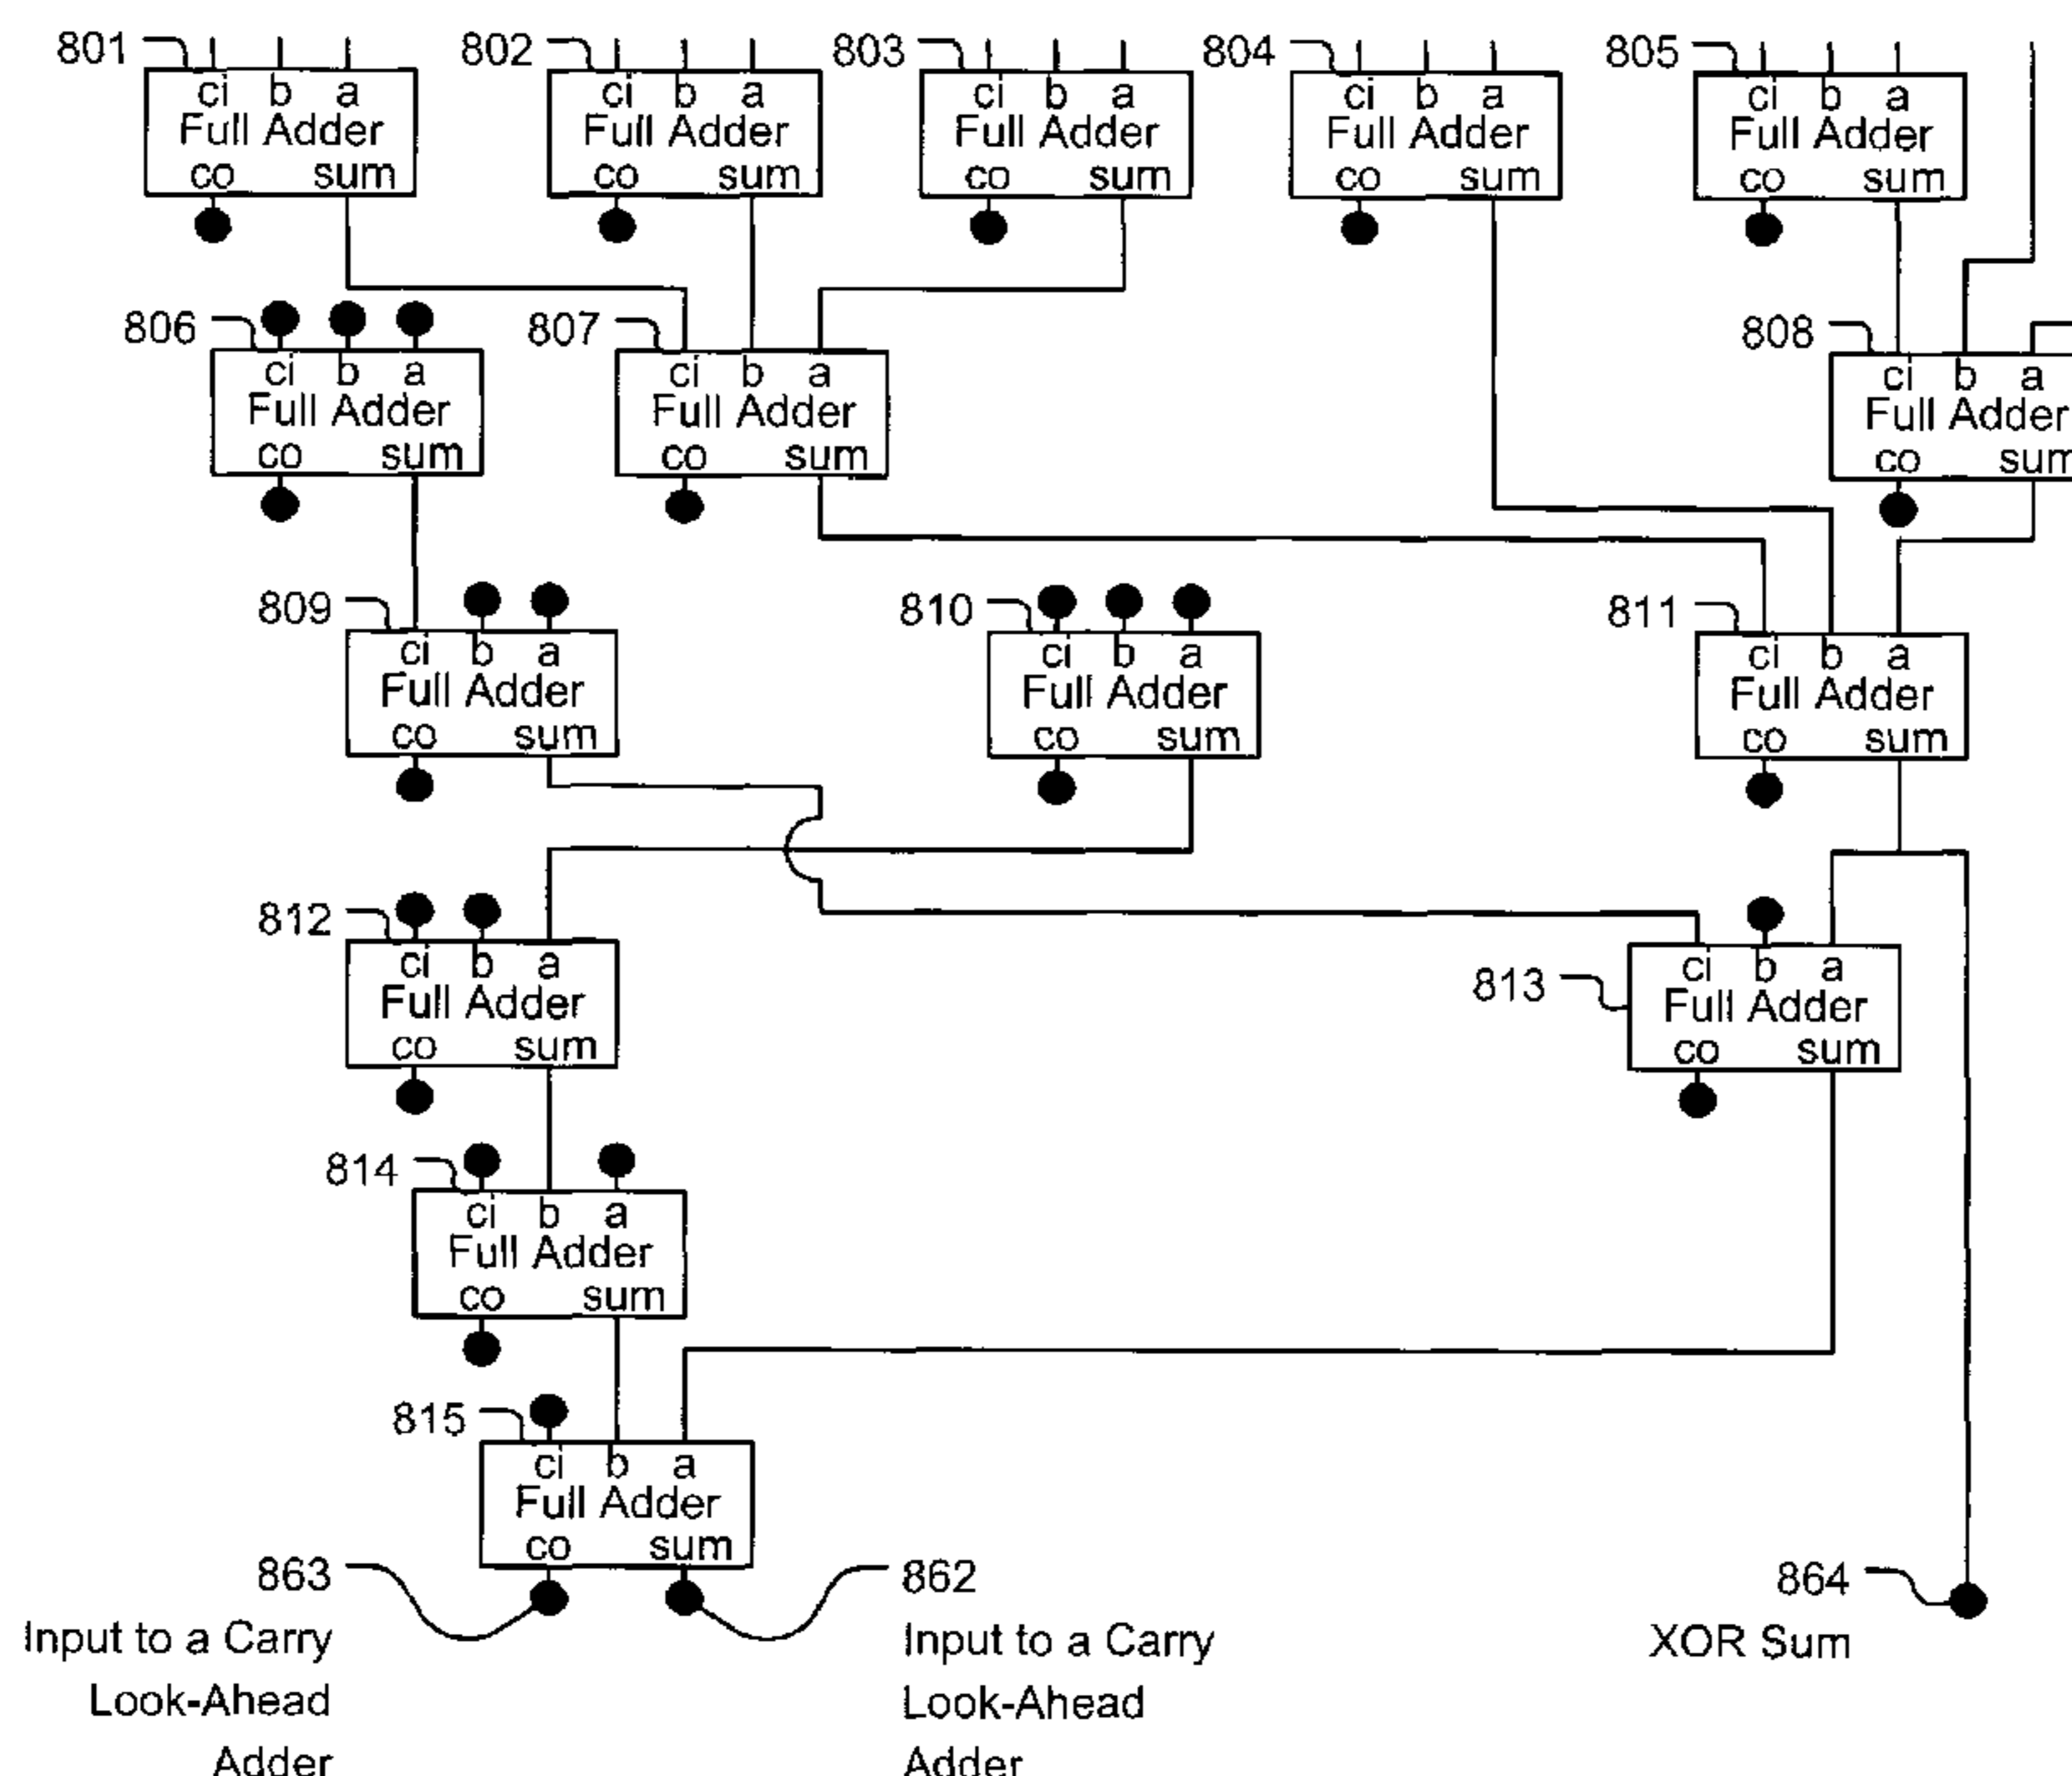 801
ci b a
Full Adder
co sum
802
ci b a
Full Adder
co sum
803
ci b a
Full Adder
co sum
804
ci b a
Full Adder
co sum
805
ci b a
Full Adder
co sum
806
ci b a
Full Adder
co sum
807
ci b a
Full Adder
co sum
808
ci b a
Full Adder
co sum
809
ci b a
Full Adder
co sum
810
ci b a
Full Adder
co sum
811
ci b a
Full Adder
co sum
812
ci b a
Full Adder
co sum
813
ci b a
Full Adder
co sum
814
ci b a
Full Adder
co sum
815
ci b a
Full Adder
co sum
863
Input to a Carry
Look-Ahead
Adder
862
Input to a Carry
Look-Ahead
Adder
864
XOR Sum